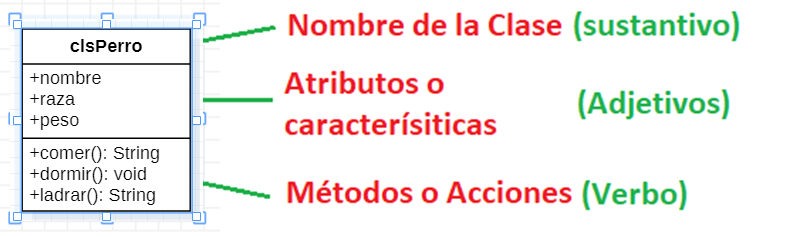 clsPerro
+nombre
+raza
+peso
+comer(): String
+dormir(): void
+ladrar(): String
Nombre de la Clase (sustantivo)
Atributos o
caracterísiticas
(Adjetivos)
Métodos o Acciones (Verbo)